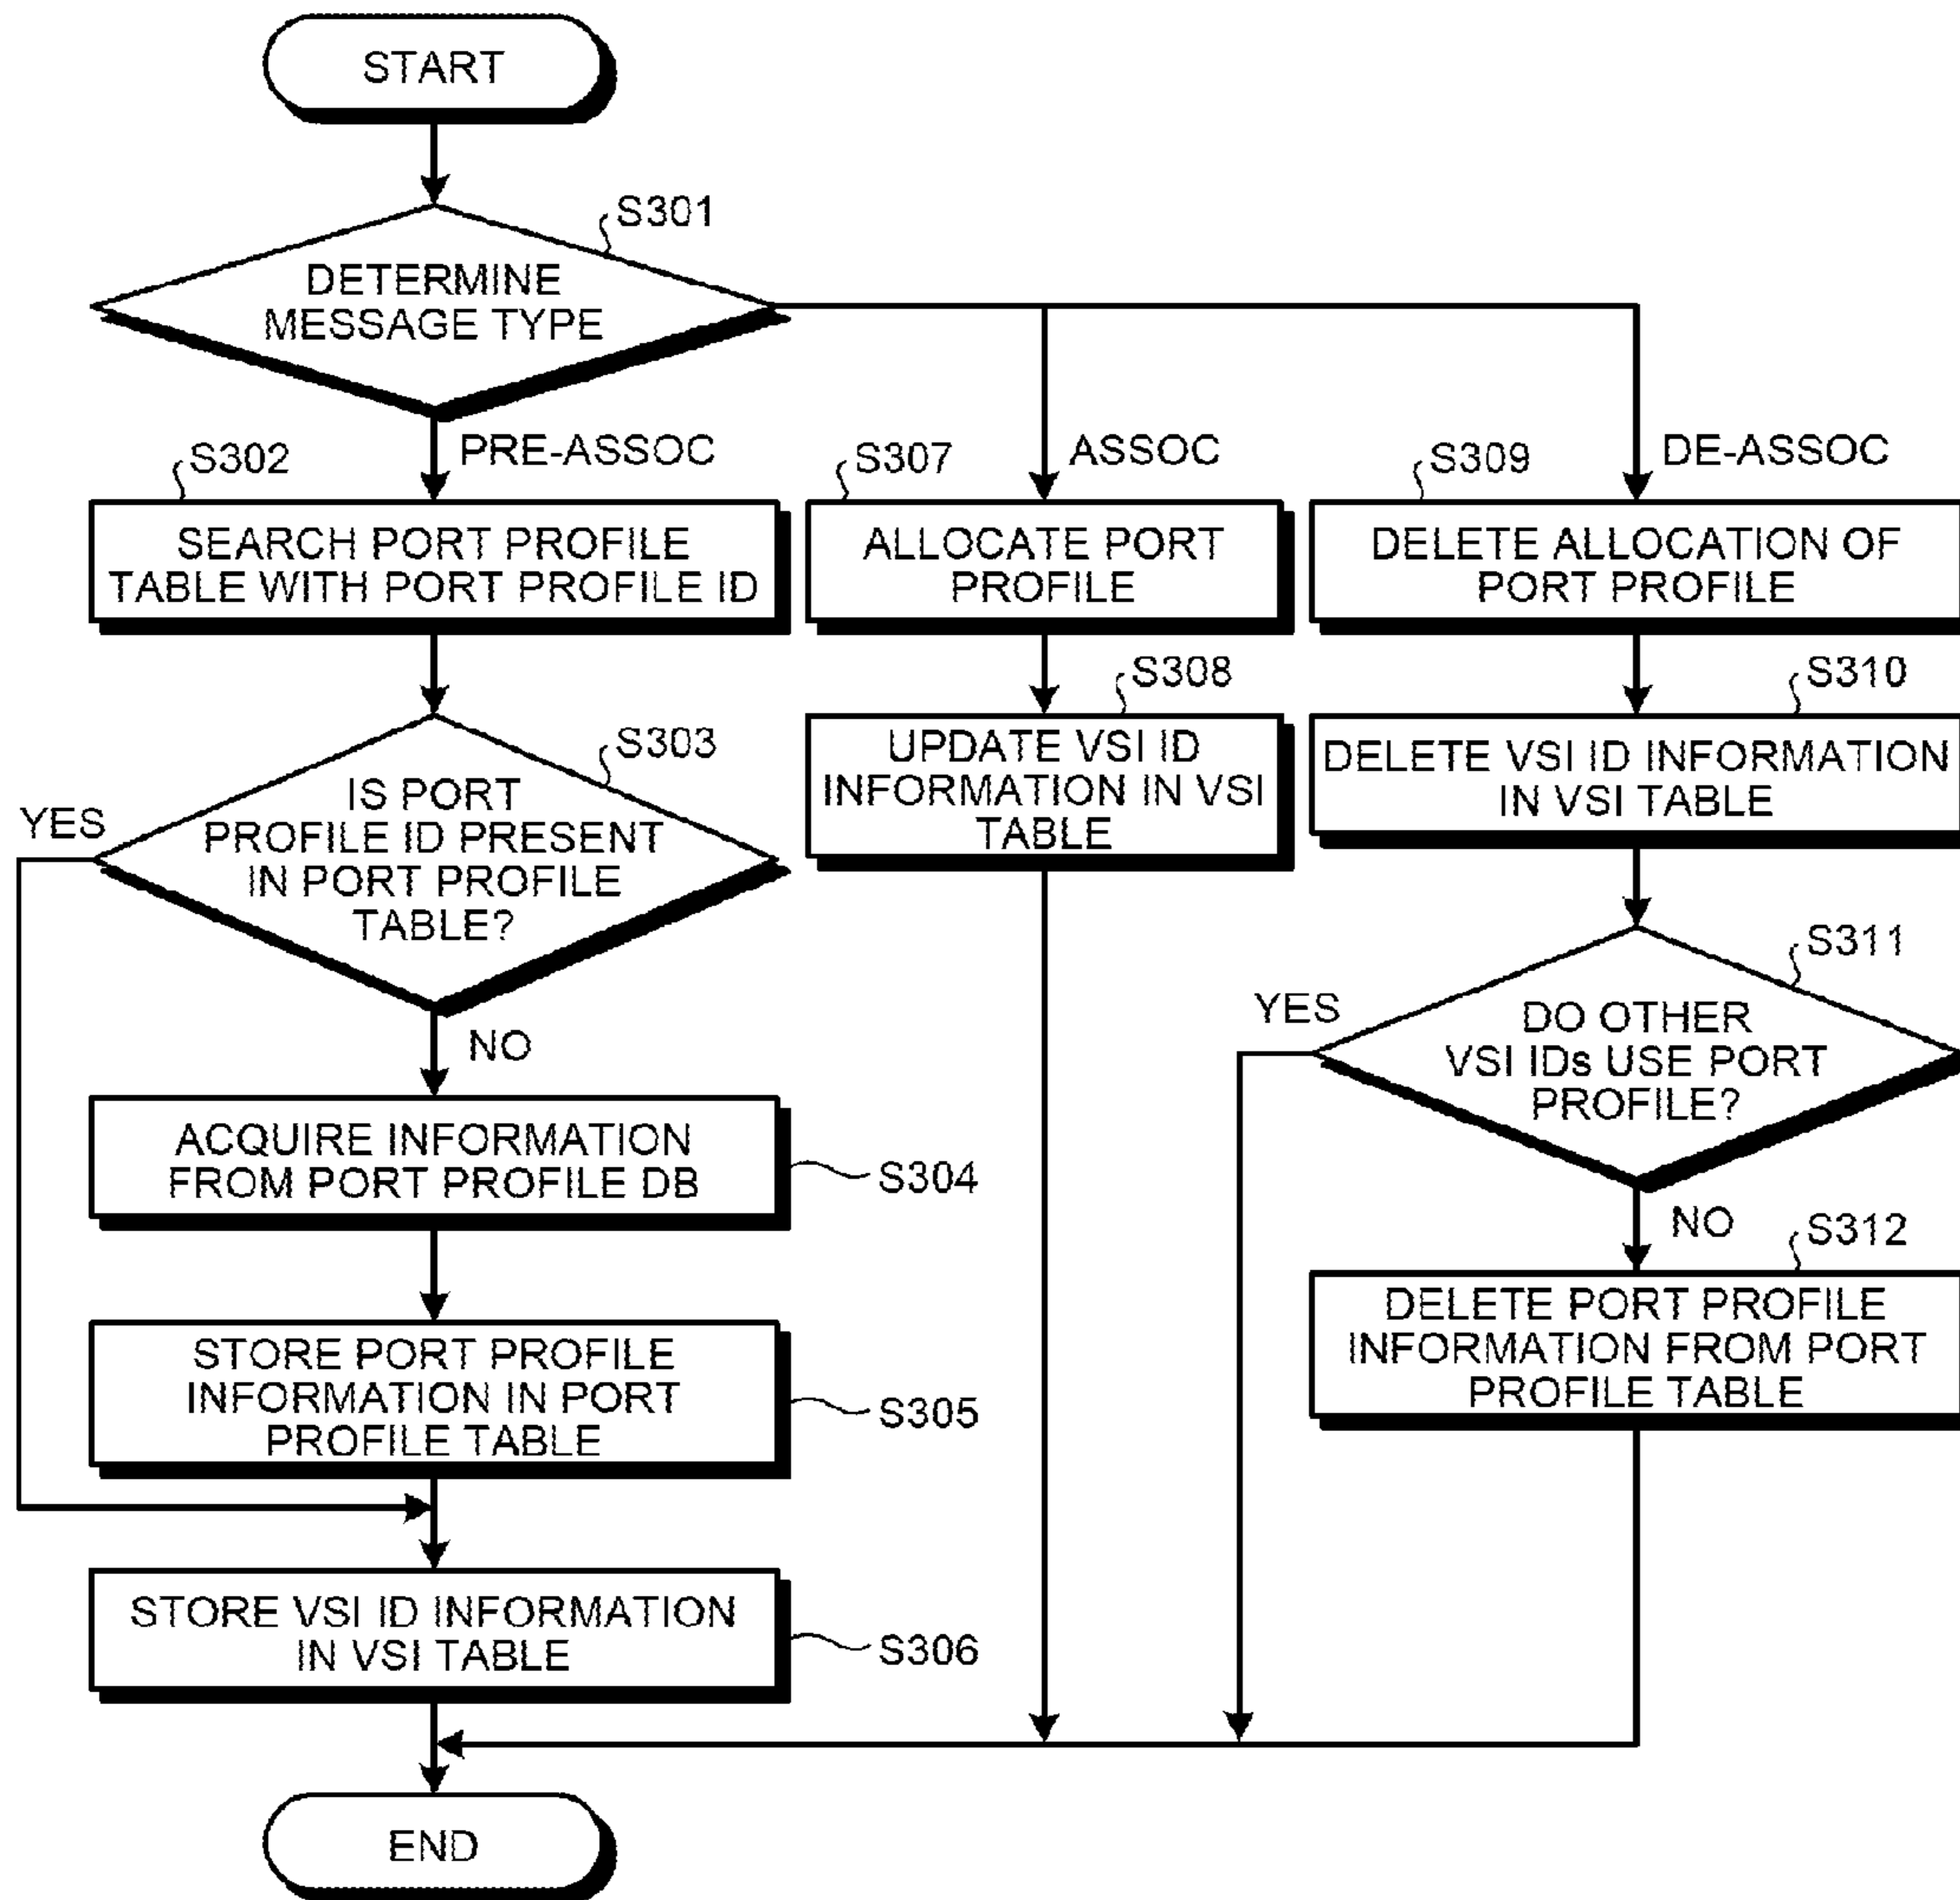 START
S301
DETERMINE
MESSAGE TYPE
PRE-ASSOC
S302
SEARCH PORT PROFILE
TABLE WITH PORT PROFILE ID
S303
IS PORT
PROFILE ID PRESENT
IN PORT PROFILE
TABLE?
YES
NO
ACQUIRE INFORMATION
FROM PORT PROFILE DB
S304
STORE PORT PROFILE
INFORMATION IN PORT
PROFILE TABLE
S305
STORE VSI ID INFORMATION
IN VSI TABLE
S306
ASSOC
S307
ALLOCATE PORT
PROFILE
S308
UPDATE VSI ID
INFORMATION IN VSI
TABLE
DE-ASSOC
S309
DELETE ALLOCATION OF
PORT PROFILE
S310
DELETE VSI ID INFORMATION
IN VSI TABLE
S311
DO OTHER
VSI IDs USE PORT
PROFILE?
YES
NO
S312
DELETE PORT PROFILE
INFORMATION FROM PORT
PROFILE TABLE
END